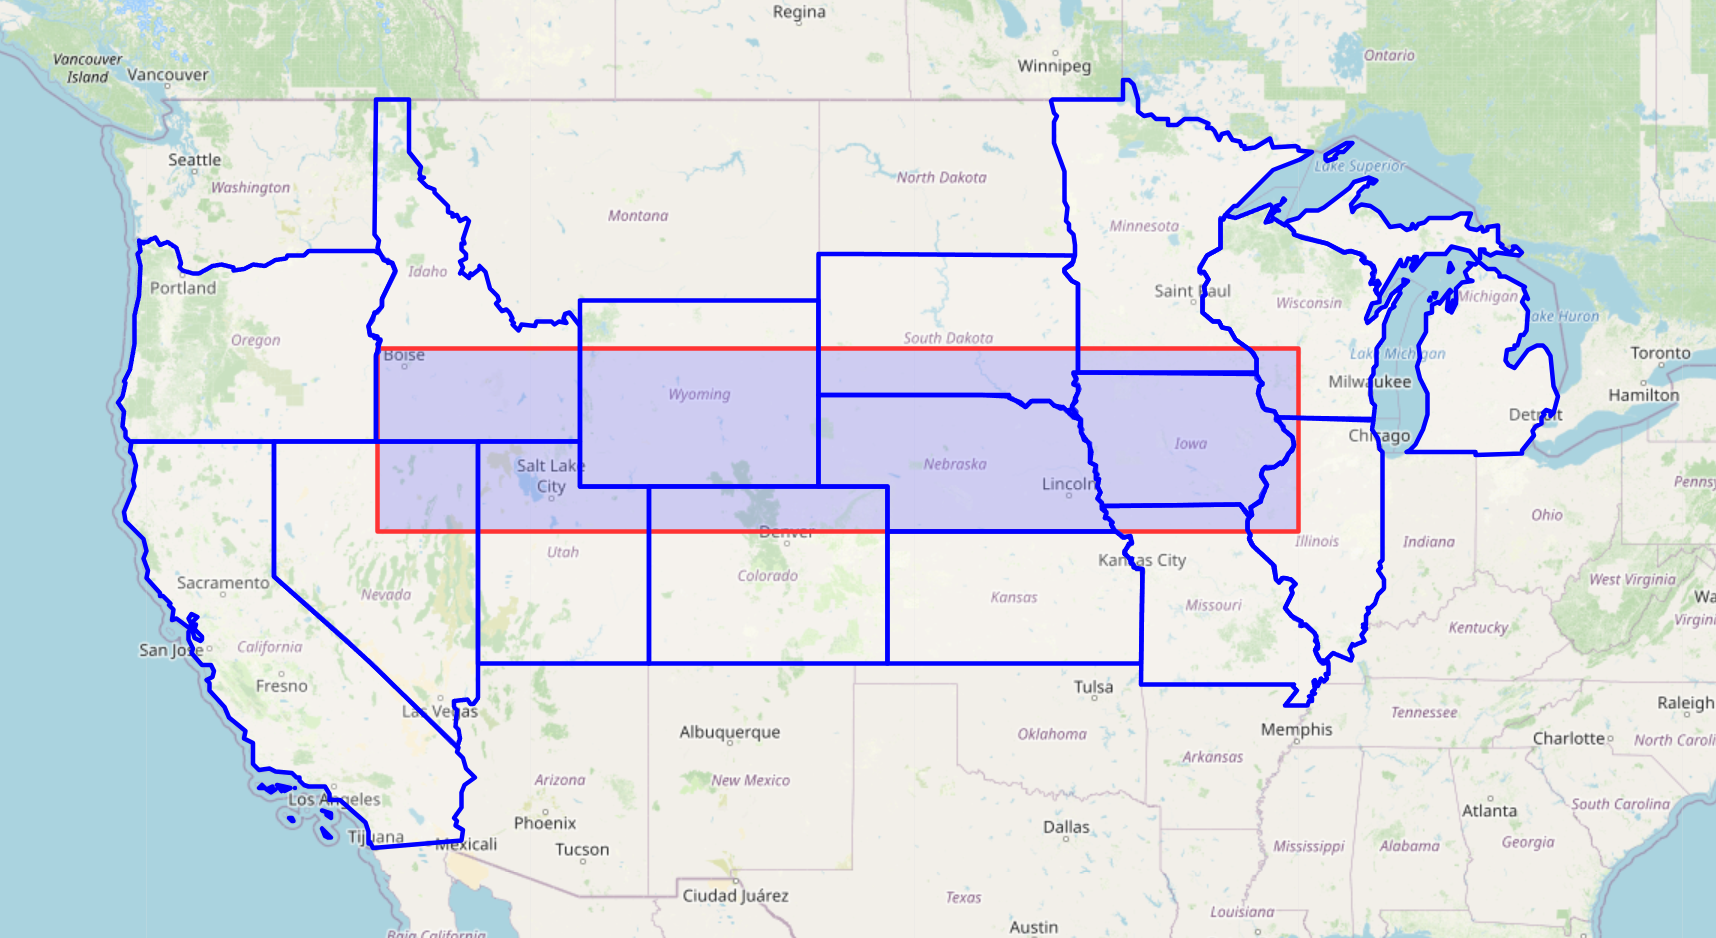 Regina
Ontario
Vancouver
Island
Vancouver
Winnipeg
Seattle
Washington
North Dakota
Lake Superior
Montana
Minnesota
Idaho
Portland
Saint Paul
Wisconsin
Michigan
Lake Huron
Oregon
South Dakota
Boise
Lake Michigan
Toronto
Milwaukee
Hamilton
Wyoming
Detroit
Chicago
Iowa
Salt Lake
City
Nebraska
Lincoln
Pennsy
Ohio
Denver
Utah
Illinois
Indiana
Kansas City
Colorado
Sacramento
Nevada
Kansas
Missouri
West Virginia
Wa
Virgini
Kentucky
San Jose
California
Fresno
Tulsa
Las Vegas
Raleigh
Tennessee
Albuquerque
Oklahoma
Memphis
Charlotte
North Caroli
Arkansas
Arizona
New Mexico
Los Angeles
South Carolina
Atlanta
Phoenix
Dallas
Tijuana
Mexicali
Tucson
Mississippi
Alabama
Georgia
Ciudad Juárez
Texas
Louisiana
Austin
Baja California